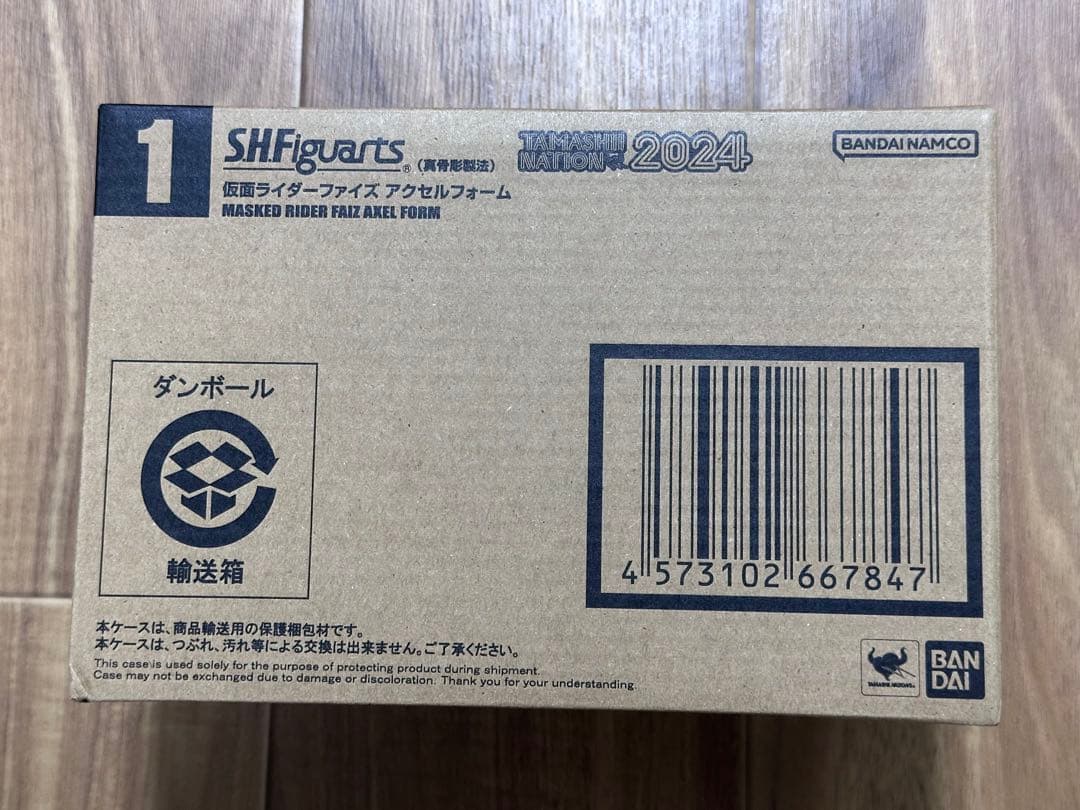 1
S.H.Figuarts® (真骨彫製法)
TAMASHII NATION 2024
BANDAI NAMCO
仮面ライダーファイズ アクセルフォーム
MASKED RIDER FAIZ AXEL FORM
ダンボール
輸送箱
4 573102 667847
本ケースは、商品輸送用の保護梱包材です。
本ケースは、つぶれ、汚れ等による交換は出来ません。ご了承ください。
This case is used solely for the purpose of protecting product during shipment.
Case may not be exchanged due to damage or discoloration. Thank you for your understanding.
TAMASHII NATIONS
BAN
DAI